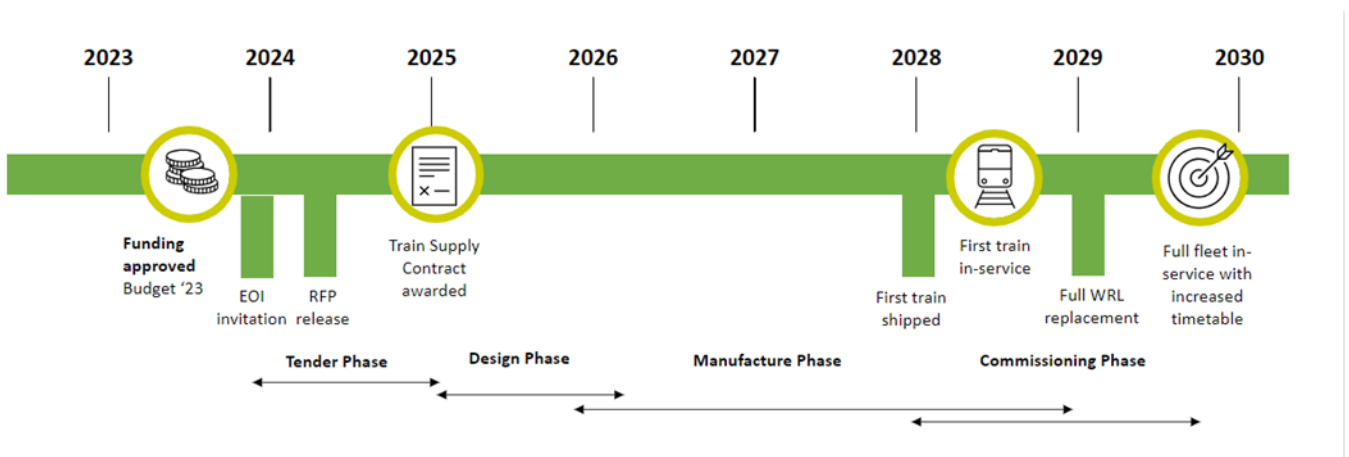 2023 2024 2025 2026 2027 2028 2029 2030
Funding
approved
Budget ‘23
EOI
invitation
RFP
release
Train Supply
Contract
awarded
First train
shipped
First train
in-service
Full WRL
replacement
Full fleet in-
service with
increased
timetable
Tender Phase
Design Phase
Manufacture Phase
Commissioning Phase